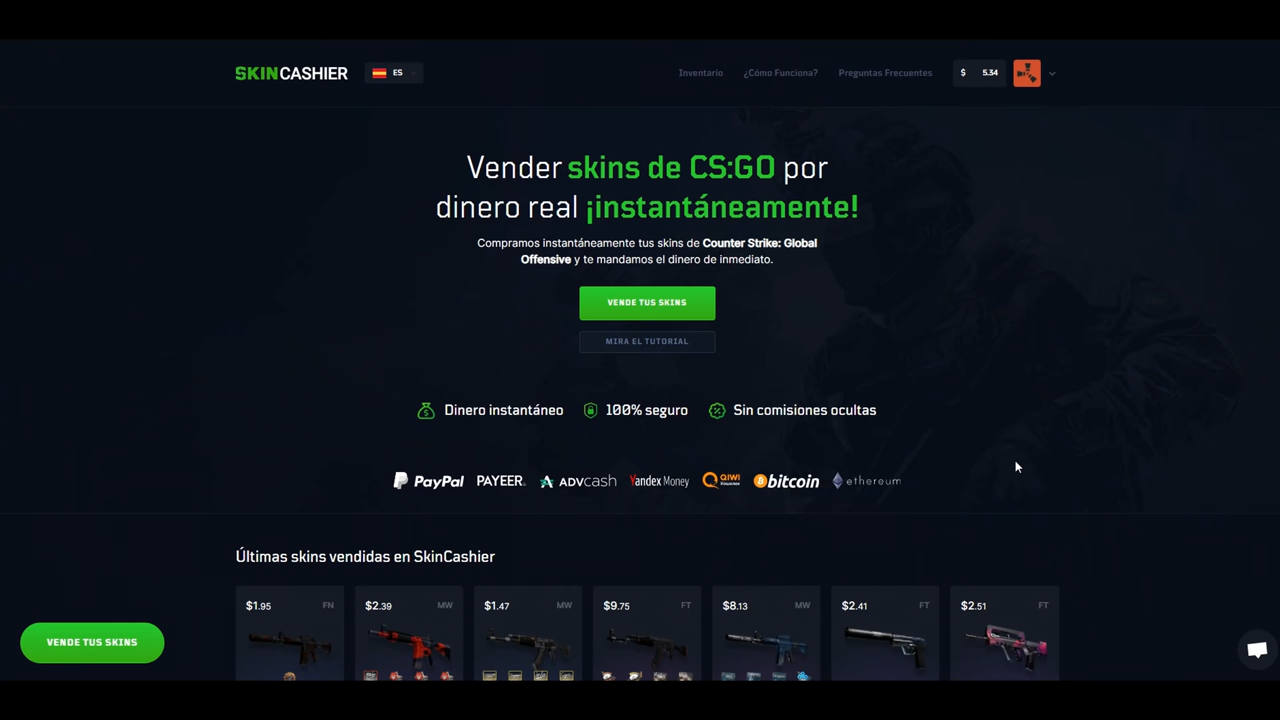 SKINCASHIER
ES
Inventario
¿Cómo Funciona?
Preguntas Frecuentes
$ 5.34
Vender skins de CS:GO por
dinero real ¡instantáneamente!
Compramos instantáneamente tus skins de Counter Strike: Global
Offensive y te mandamos el dinero de inmediato.
VENDE TUS SKINS
MIRA EL TUTORIAL
Dinero instantáneo
100% seguro
Sin comisiones ocultas
PayPal
PAYEER
ADVcash
Yandex Money
QIWI
bitcoin
ethereum
Últimas skins vendidas en SkinCashier
$1.95 FN
$2.39 MW
$1.47 MW
$9.75 FT
$8.13 MW
$2.41 FT
$2.51 FT
VENDE TUS SKINS